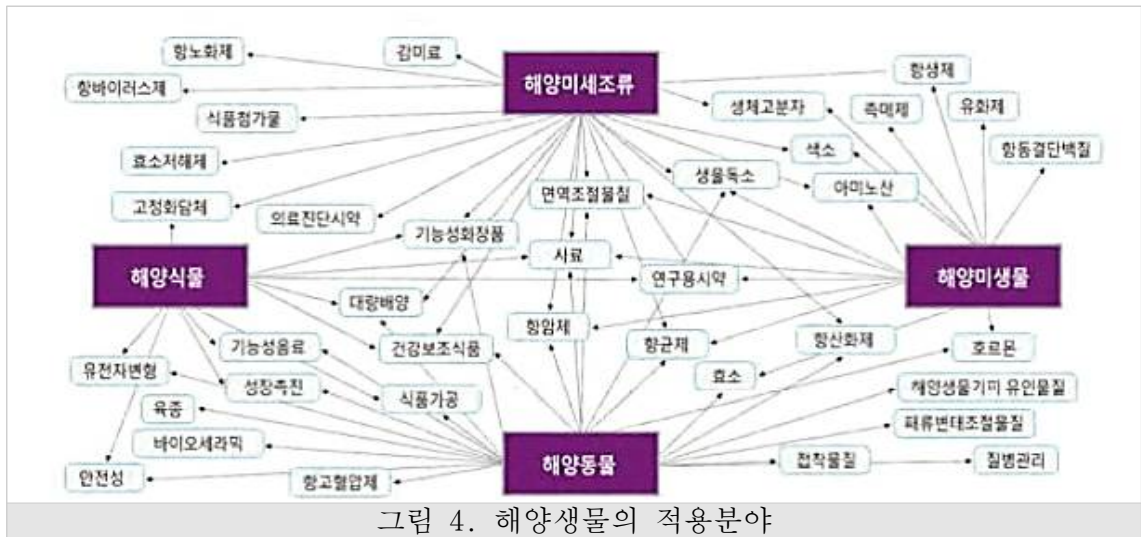 항노화제
감미료
해양미세조류
항생제
항바이러스제
생체고분자
촉매제
유화제
식품첨가물
색소
항동결단백질
효소저해제
생물독소
아미노산
면역조절물질
고정화담체
의료진단시약
기능성화장품
사료
해양식물
연구용시약
해양미생물
대량배양
항암제
기능성음료
건강보조식품
항균제
항산화제
호르몬
유전자변형
성장촉진
효소
해양생물기피 유인물질
육종
식품가공
패류변태조절물질
바이오세라믹
해양동물
접착물질
질병관리
안전성
항고혈압제
그림 4. 해양생물의 적용분야